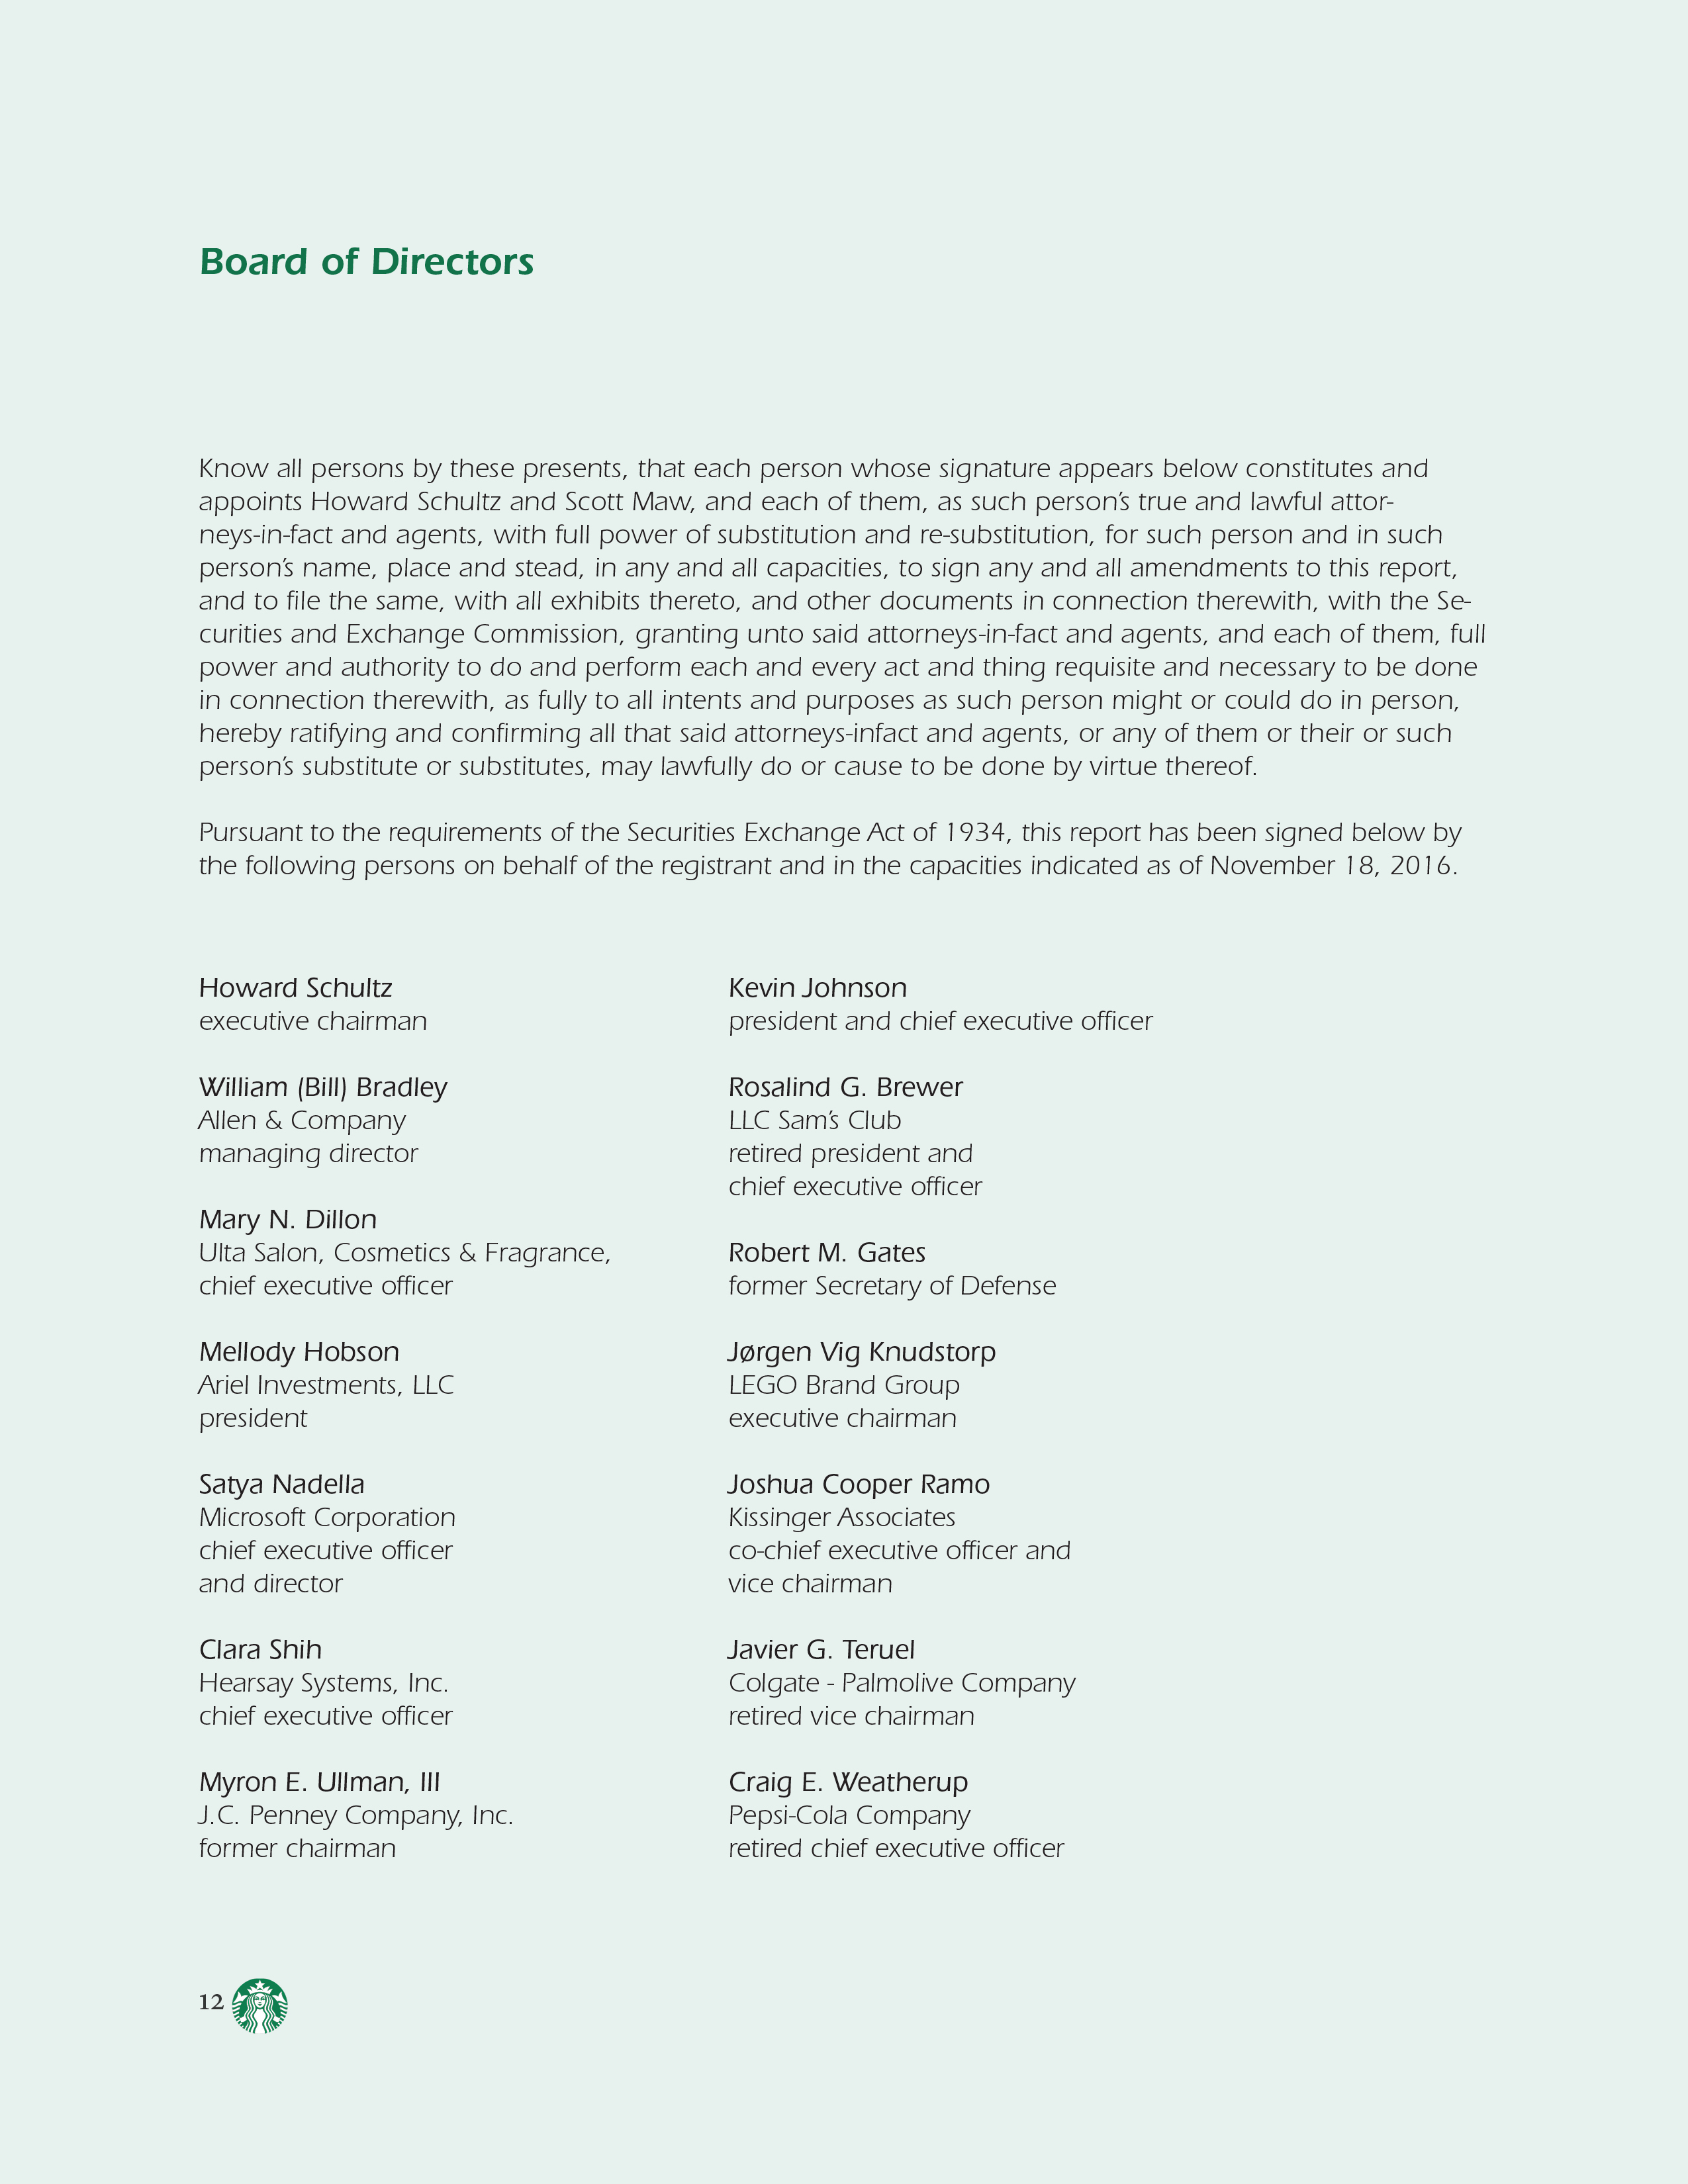 Board of Directors
Know all persons by these presents, that each person whose signature appears below constitutes and
appoints Howard Schultz and Scott Maw, and each of them, as such person's true and lawful attor-
neys-in-fact and agents, with full power of substitution and re-substitution, for such person and in such
person's name, place and stead, in any and all capacities, to sign any and all amendments to this report,
and to file the same, with all exhibits thereto, and other documents in connection therewith, with the Se-
curities and Exchange Commission, granting unto said attorneys-in-fact and agents, and each of them, full
power and authority to do and perform each and every act and thing requisite and necessary to be done
in connection therewith, as fully to all intents and purposes as such person might or could do in person,
hereby ratifying and confirming all that said attorneys-infact and agents, or any of them or their or such
person's substitute or substitutes, may lawfully do or cause to be done by virtue thereof.
Pursuant to the requirements of the Securities Exchange Act of 1934, this report has been signed below by
the following persons on behalf of the registrant and in the capacities indicated as of November 18, 2016.
Howard Schultz
executive chairman
William (Bill) Bradley
Allen & Company
managing director
Mary N. Dillon
Ulta Salon, Cosmetics & Fragrance,
chief executive officer
Mellody Hobson
Ariel Investments, LLC
president
Satya Nadella
Microsoft Corporation
chief executive officer
and director
Clara Shih
Hearsay Systems, Inc.
chief executive officer
Myron E. Ullman, III
J.C. Penney Company, Inc.
former chairman
Kevin Johnson
president and chief executive officer
Rosalind G. Brewer
LLC Sam's Club
retired president and
chief executive officer
Robert M. Gates
former Secretary of Defense
Jørgen Vig Knudstorp
LEGO Brand Group
executive chairman
Joshua Cooper Ramo
Kissinger Associates
co-chief executive officer and
vice chairman
Javier G. Teruel
Colgate - Palmolive Company
retired vice chairman
Craig E. Weatherup
Pepsi-Cola Company
retired chief executive officer
12